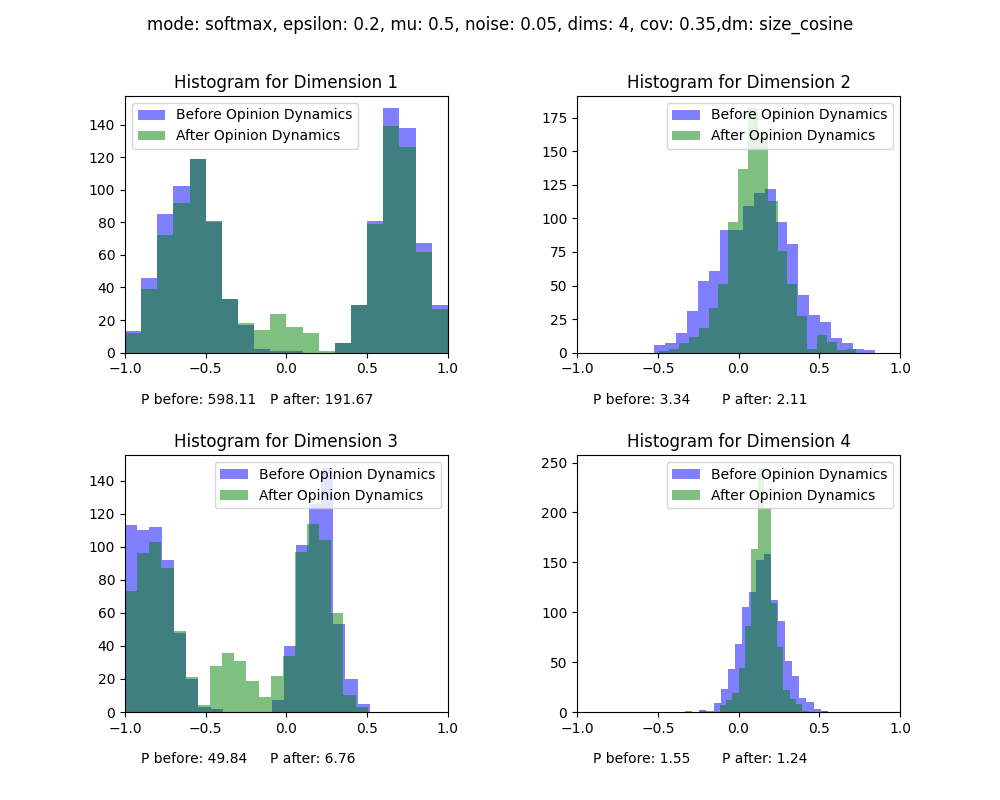 mode: softmax, epsilon: 0.2, mu: 0.5, noise: 0.05, dims: 4, cov: 0.35,dm: size_cosine
Histogram for Dimension 1
Before Opinion Dynamics
After Opinion Dynamics
140
120
100
80
60
40
20
0
−1.0 −0.5 0.0 0.5 1.0
P before: 598.11 P after: 191.67
Histogram for Dimension 2
Before Opinion Dynamics
After Opinion Dynamics
175
150
125
100
75
50
25
0
−1.0 −0.5 0.0 0.5 1.0
P before: 3.34 P after: 2.11
Histogram for Dimension 3
Before Opinion Dynamics
After Opinion Dynamics
140
120
100
80
60
40
20
0
−1.0 −0.5 0.0 0.5 1.0
P before: 49.84 P after: 6.76
Histogram for Dimension 4
Before Opinion Dynamics
After Opinion Dynamics
250
200
150
100
50
0
−1.0 −0.5 0.0 0.5 1.0
P before: 1.55 P after: 1.24